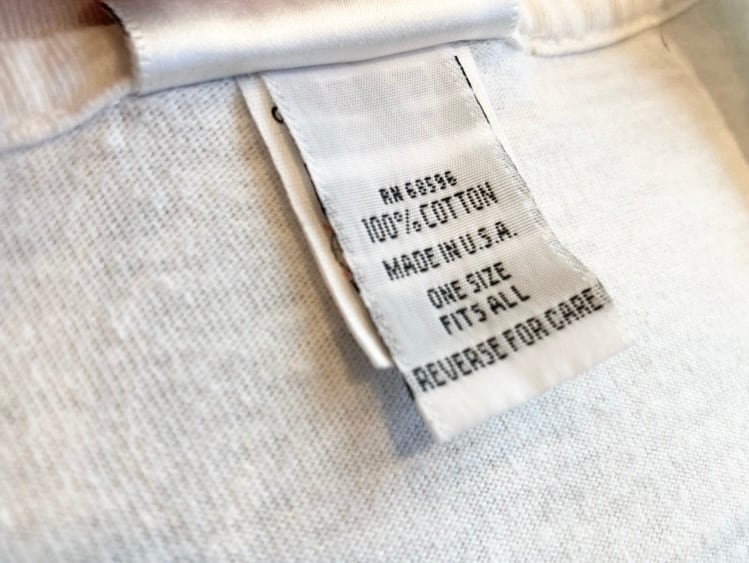 RN 68596
100% COTTON
MADE IN U.S.A.
ONE SIZE
FITS ALL
REVERSE FOR CARE